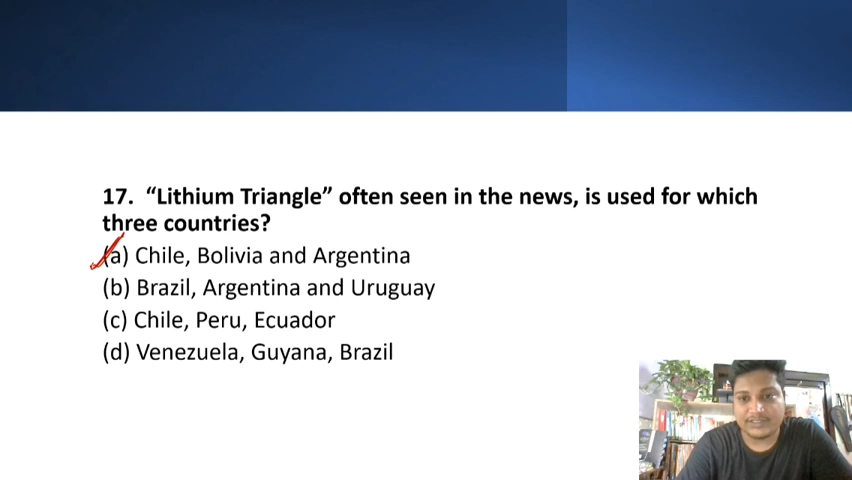 17. “Lithium Triangle” often seen in the news, is used for which
three countries?
(a) Chile, Bolivia and Argentina
(b) Brazil, Argentina and Uruguay
(c) Chile, Peru, Ecuador
(d) Venezuela, Guyana, Brazil